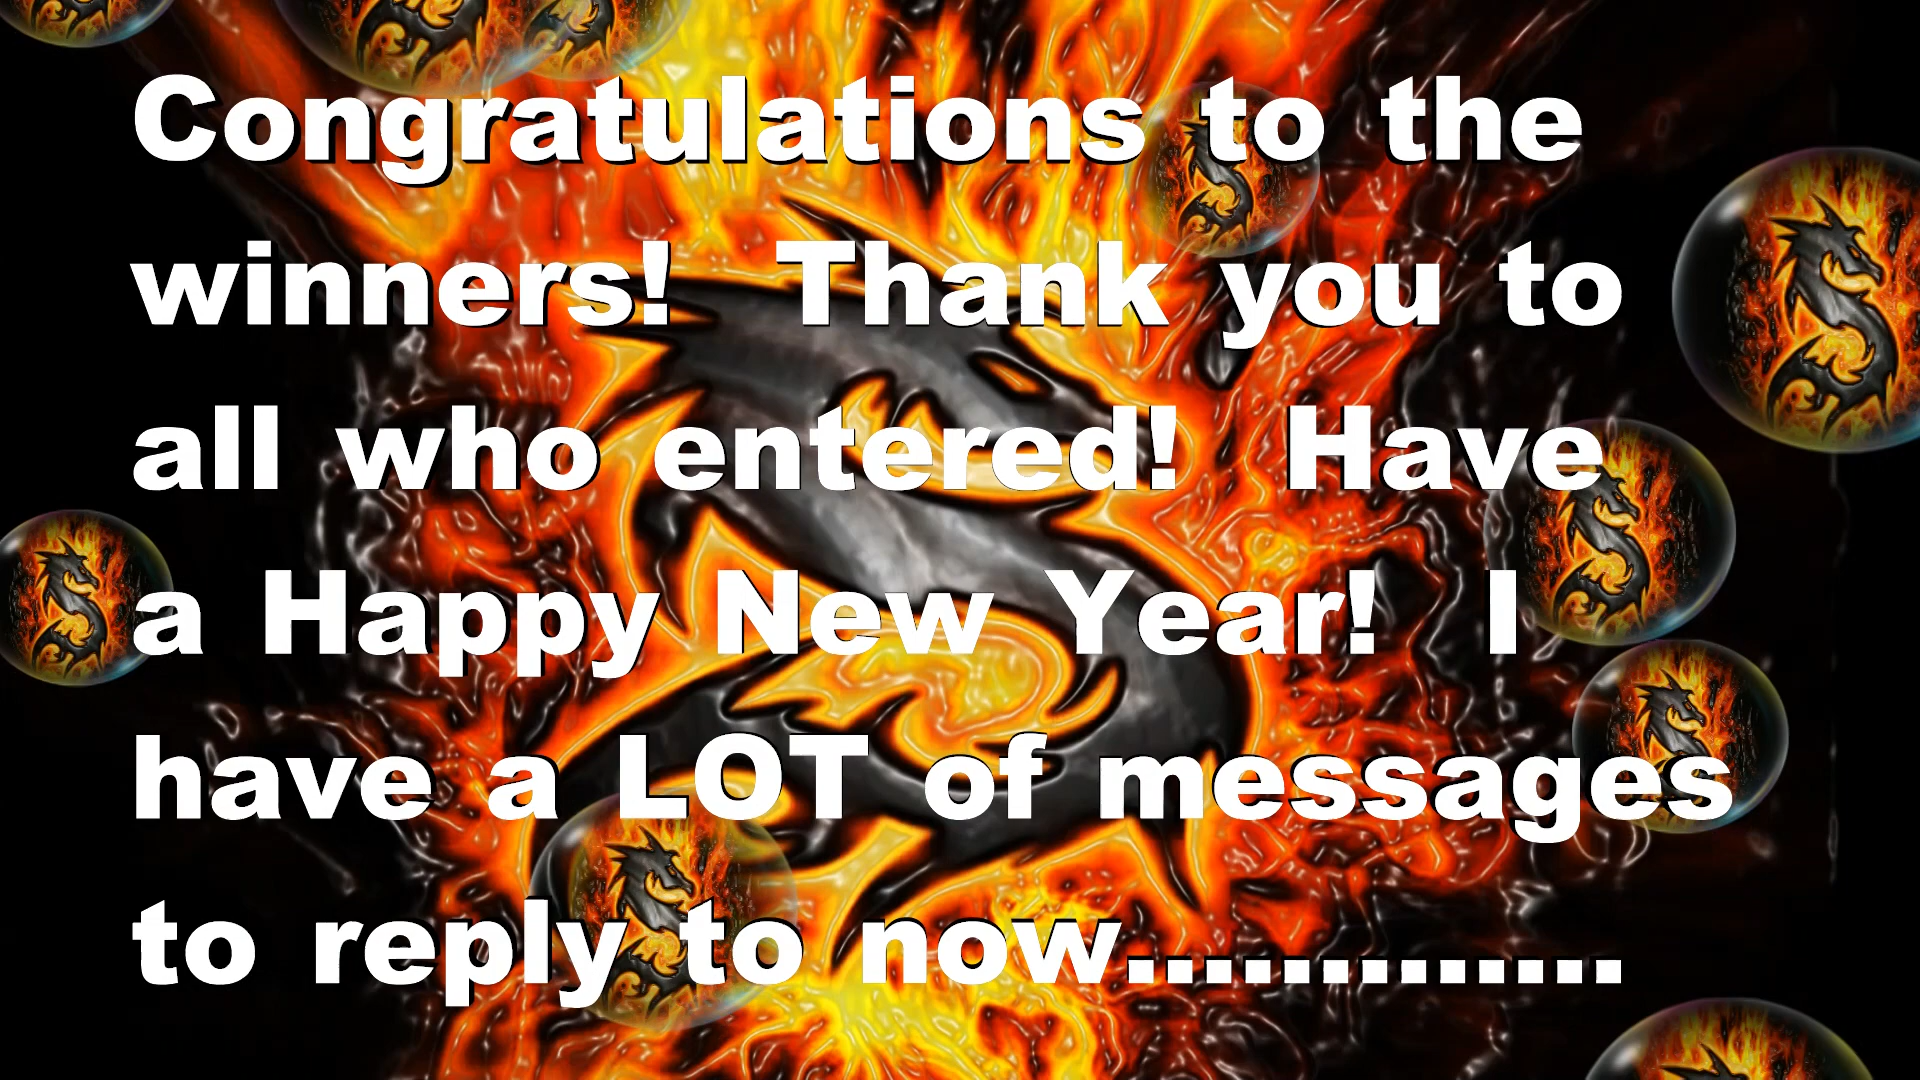 Congratulations to the
winners!  Thank you to
all who entered!  Have
a Happy New Year!  I
have a LOT of messages
to reply to now.............